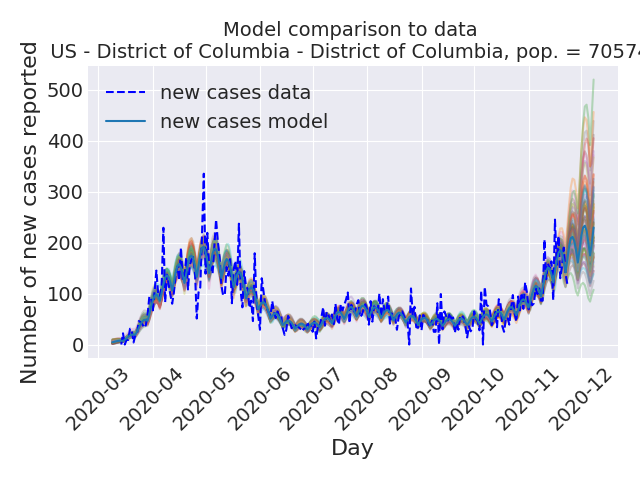 Model comparison to data
US - District of Columbia - District of Columbia, pop. = 70574
new cases data
new cases model
Number of new cases reported
500
400
300
200
100
0
2020-03
2020-04
2020-05
2020-06
2020-07
2020-08
2020-09
2020-10
2020-11
2020-12
Day